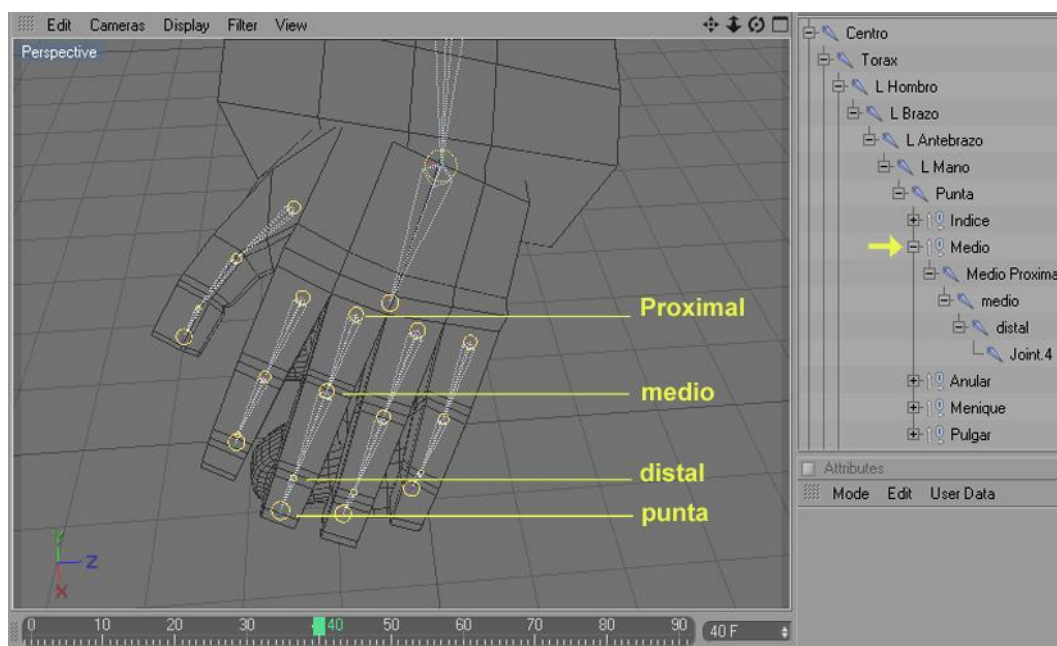 Edit Cameras Display Filter View
Perspective
Proximal
medio
distal
punta
Y
Z
X
0 10 20 30 40 50 60 70 80 90 40 F
Centro
Torax
L Hombro
L Brazo
L Antebrazo
L Mano
Punta
Indice
Medio
Medio Proxima
medio
distal
Joint.4
Anular
Menique
Pulgar
Attributes
Mode Edit User Data